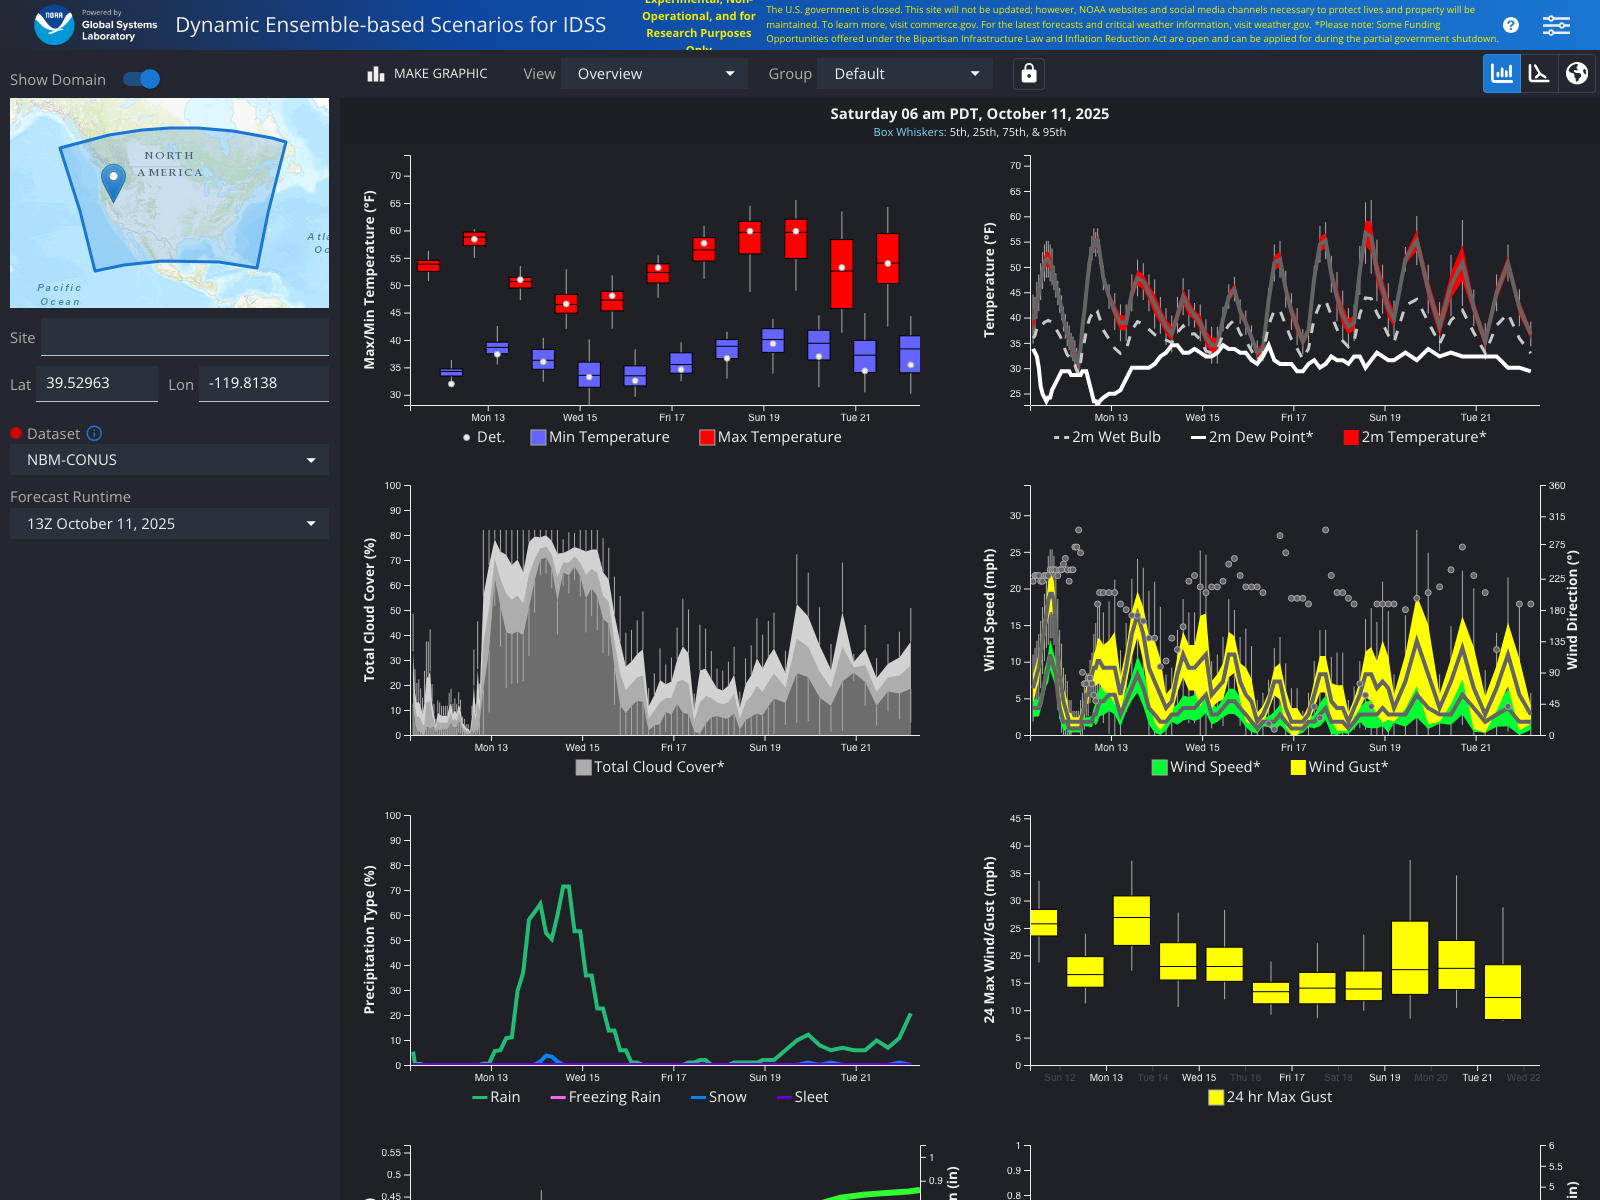 NOAA
Powered by
Global Systems
Laboratory
Dynamic Ensemble-based Scenarios for IDSS
Experimental, Non-
Operational, and for
Research Purposes
Only
The U.S. government is closed. This site will not be updated; however, NOAA websites and social media channels necessary to protect lives and property will be
maintained. To learn more, visit commerce.gov. For the latest forecasts and critical weather information, visit weather.gov. *Please note: Some Funding
Opportunities offered under the Bipartisan Infrastructure Law and Inflation Reduction Act are open and can be applied for during the partial government shutdown.
?
Show Domain
MAKE GRAPHIC
View
Overview
Group
Default
NORTH
AMERICA
Pacific
Ocean
Atla
Oc
Site
Lat
39.52963
Lon
-119.8138
Dataset
NBM-CONUS
Forecast Runtime
13Z October 11, 2025
Saturday 06 am PDT, October 11, 2025
Box Whiskers: 5th, 25th, 75th, & 95th
Max/Min Temperature (°F)
70
65
60
55
50
45
40
35
30
Mon 13
Wed 15
Fri 17
Sun 19
Tue 21
Det.
Min Temperature
Max Temperature
Temperature (°F)
70
65
60
55
50
45
40
35
30
25
Mon 13
Wed 15
Fri 17
Sun 19
Tue 21
2m Wet Bulb
2m Dew Point*
2m Temperature*
Total Cloud Cover (%)
100
90
80
70
60
50
40
30
20
10
0
Mon 13
Wed 15
Fri 17
Sun 19
Tue 21
Total Cloud Cover*
Wind Speed (mph)
30
25
20
15
10
5
0
360
315
275
225
180
135
90
45
0
Wind Direction (°)
Mon 13
Wed 15
Fri 17
Sun 19
Tue 21
Wind Speed*
Wind Gust*
Precipitation Type (%)
100
90
80
70
60
50
40
30
20
10
0
Mon 13
Wed 15
Fri 17
Sun 19
Tue 21
Rain
Freezing Rain
Snow
Sleet
24 Max Wind/Gust (mph)
45
40
35
30
25
20
15
10
5
0
Sun 12
Mon 13
Tue 14
Wed 15
Thu 16
Fri 17
Sat 18
Sun 19
Mon 20
Tue 21
Wed 22
24 hr Max Gust
0.55
0.5
0.45
1
0.9
n (in)
1
0.9
0.8
6
5.5
5
in)